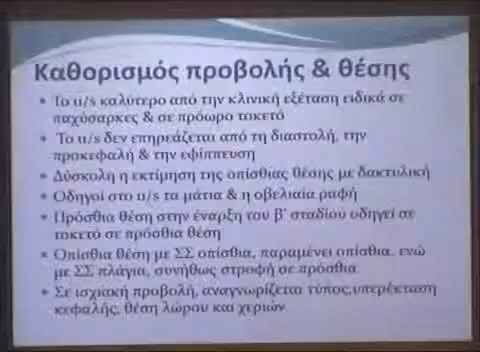 Καθορισμός προβολής & θέσης
• Το u/s καλύτερο από την κλινική εξέταση ειδικά σε
παχύσαρκες & σε πρόωρο τοκετό
• Το u/s δεν επηρεάζεται από τη διαστολή, την
προκεφαλή & την εφίππευση
• Δύσκολη η εκτίμηση της οπίσθιας θέσης με δακτυλική
• Οδηγοί στο u/s τα μάτια & η οβελιαία ραφή
• Πρόσθια θέση στην έναρξη του β' σταδίου οδηγεί σε
τοκετό σε πρόσθια θέση
• Οπίσθια θέση με ΣΣ οπίσθια, παραμένει οπίσθια, ενώ
με ΣΣ πλάγια, συνήθως στροφή σε πρόσθια
• Σε ισχιακή προβολή, αναγνωρίζεται τύπος,υπερέκταση
κεφαλής, θέση λώρου και χεριών